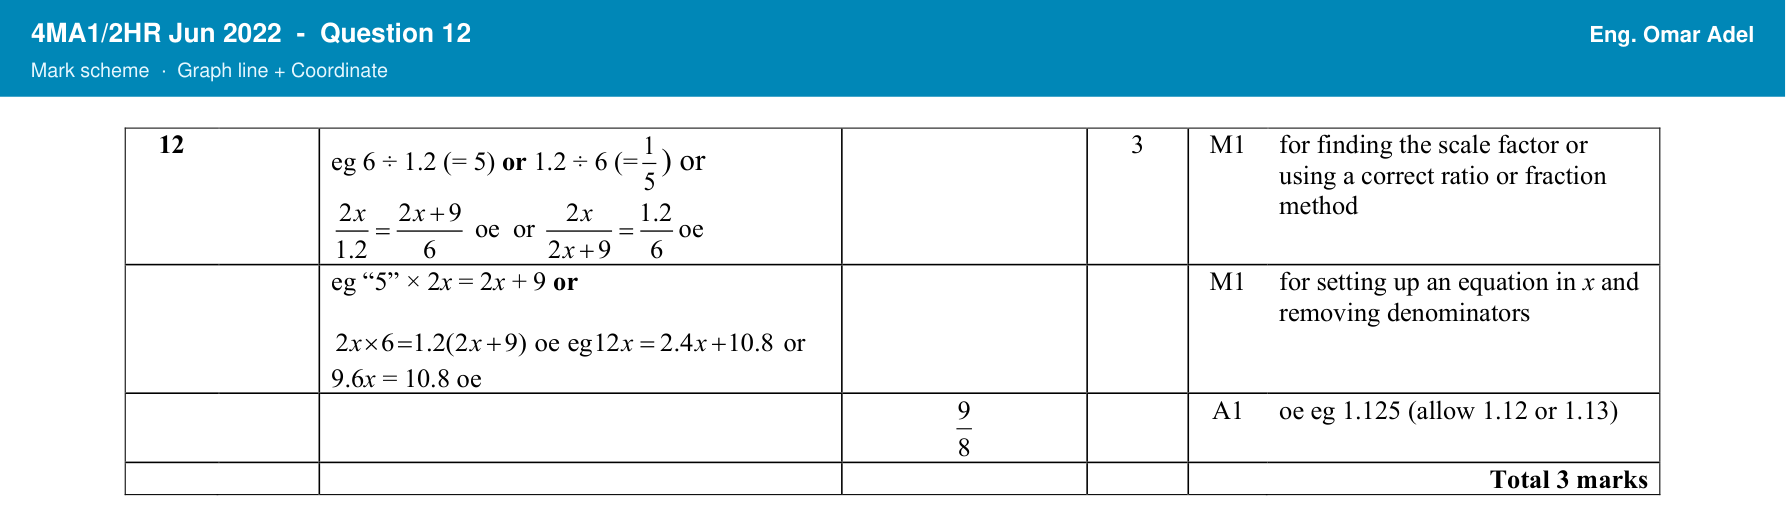 4MA1/2HR Jun 2022 - Question 12
Eng. Omar Adel
Mark scheme · Graph line + Coordinate
12
eg 6 ÷ 1.2 (= 5) or 1.2 ÷ 6 (= 1/5) or
2x/1.2 = (2x+9)/6 oe or 2x/(2x+9) = 1.2/6 oe
3
M1
for finding the scale factor or
using a correct ratio or fraction
method
eg “5” × 2x = 2x + 9 or
2x×6=1.2(2x+9) oe eg12x = 2.4x+10.8 or
9.6x = 10.8 oe
M1
for setting up an equation in x and
removing denominators
9/8
A1
oe eg 1.125 (allow 1.12 or 1.13)
Total 3 marks